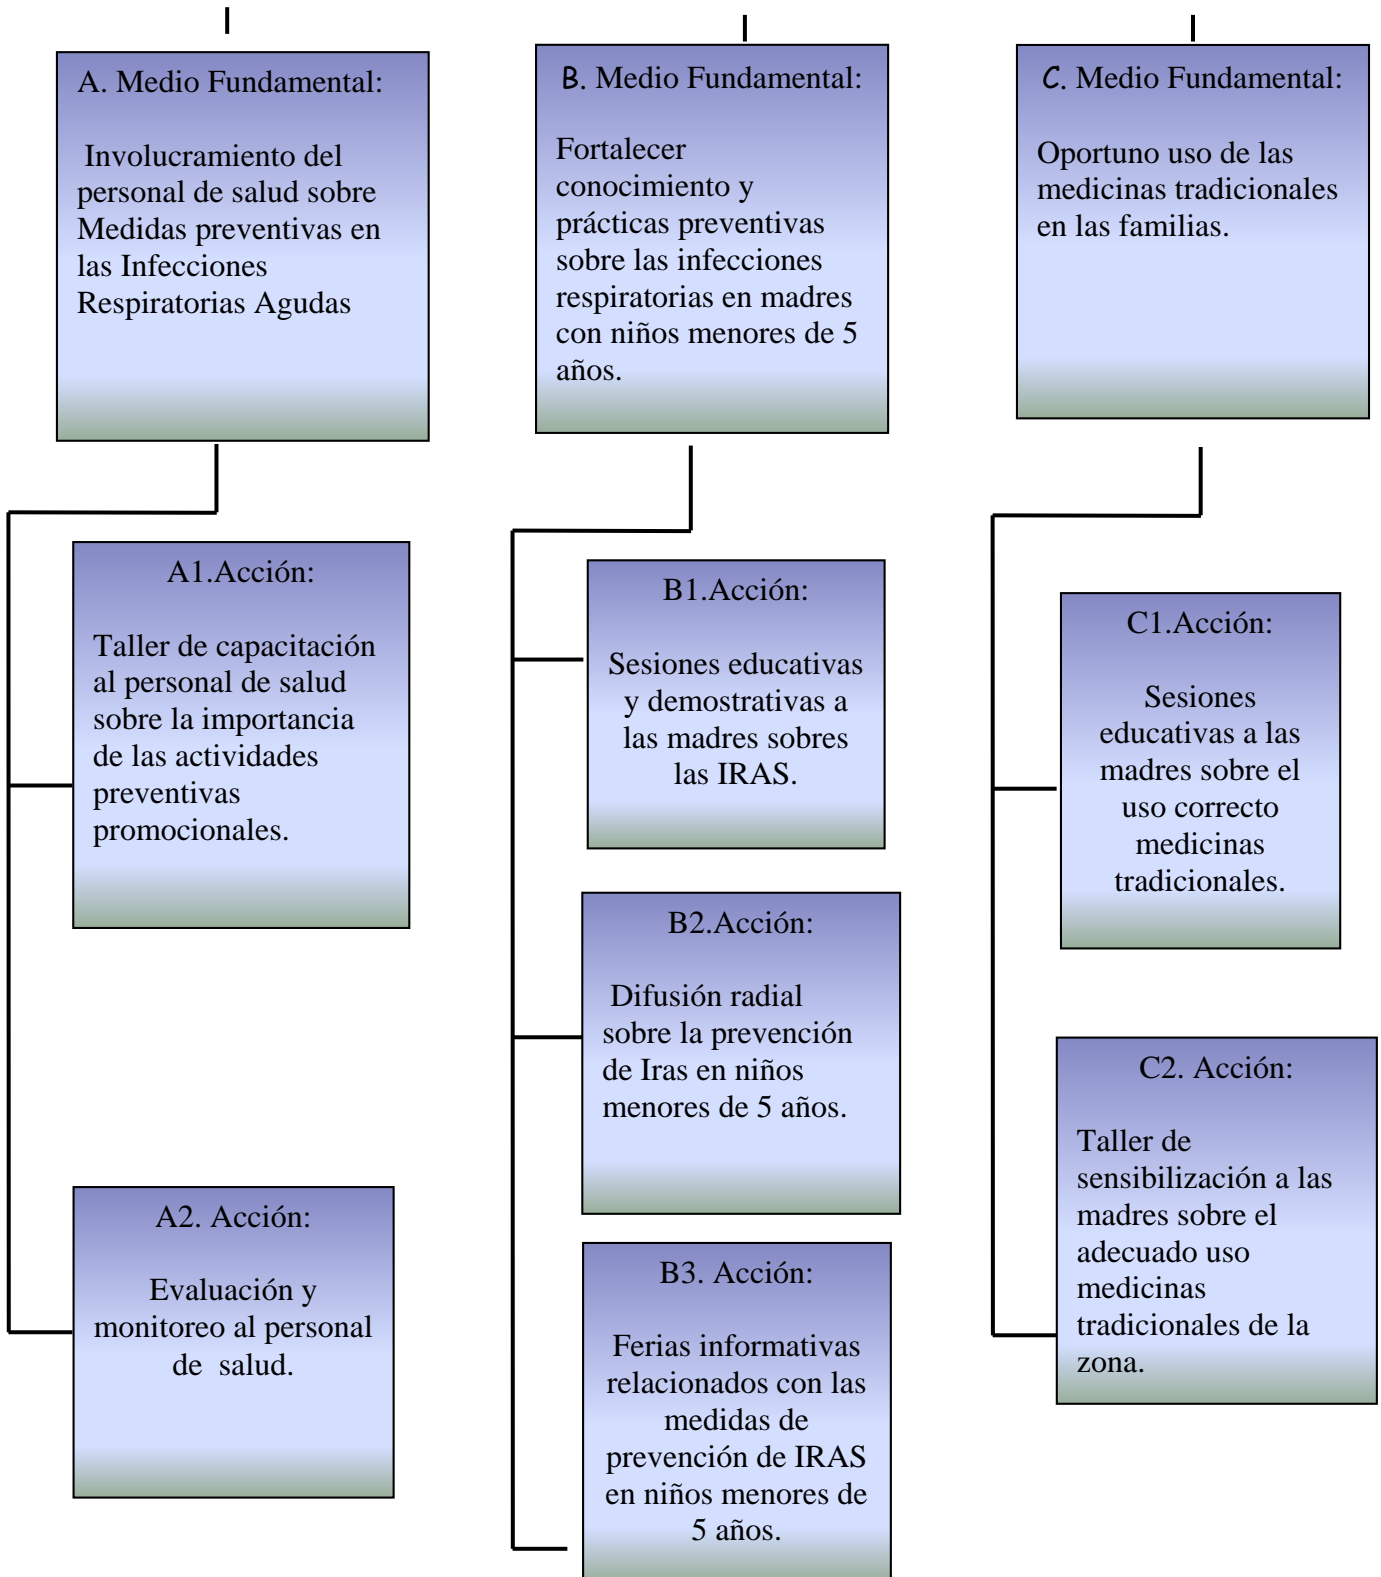 A. Medio Fundamental:
Involucramiento del
personal de salud sobre
Medidas preventivas en
las Infecciones
Respiratorias Agudas
B. Medio Fundamental:
Fortalecer
conocimiento y
prácticas preventivas
sobre las infecciones
respiratorias en madres
con niños menores de 5
años.
C. Medio Fundamental:
Oportuno uso de las
medicinas tradicionales
en las familias.
A1.Acción:
Taller de capacitación
al personal de salud
sobre la importancia
de las actividades
preventivas
promocionales.
A2. Acción:
Evaluación y
monitoreo al personal
de salud.
B1.Acción:
Sesiones educativas
y demostrativas a
las madres sobres
las IRAS.
B2.Acción:
Difusión radial
sobre la prevención
de Iras en niños
menores de 5 años.
B3. Acción:
Ferias informativas
relacionados con las
medidas de
prevención de IRAS
en niños menores de
5 años.
C1.Acción:
Sesiones
educativas a las
madres sobre el
uso correcto
medicinas
tradicionales.
C2. Acción:
Taller de
sensibilización a las
madres sobre el
adecuado uso
medicinas
tradicionales de la
zona.